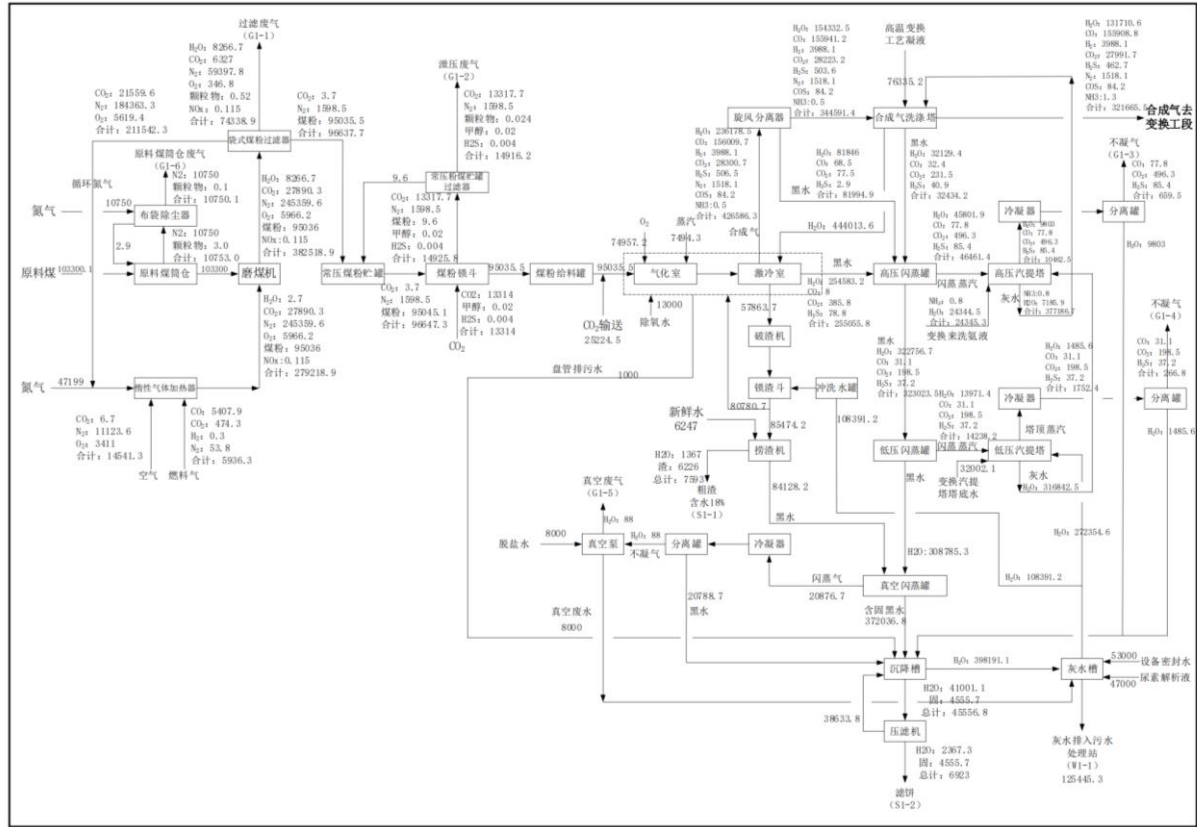 过滤废气
(G1-1)
H₂O: 8266.7
CO₂: 6327
N₂: 59397.8
O₂: 346.8
颗粒物: 0.52
NOx: 0.115
合计: 74338.9
CO₂: 21559.6
N₂: 184363.3
O₂: 5619.4
合计: 211542.3
CO₂: 3.7
N₂: 1598.5
煤粉: 95035.5
合计: 96637.7
袋式煤粉过滤器
原料煤筒仓废气
(G1-6)
N2: 10750
颗粒物: 0.1
合计: 10750.1
循环氮气
氮气
10750
布袋除尘器
N2: 10750
颗粒物: 3.0
合计: 10753.0
2.9
H₂O: 8266.7
CO₂: 27890.3
N₂: 245359.6
O₂: 5966.2
煤粉: 95036
NOx: 0.115
合计: 382518.9
原料煤
103300.1
原料煤筒仓
103300
磨煤机
H₂O: 2.7
CO₂: 27890.3
N₂: 245359.6
O₂: 5966.2
煤粉: 95036
NOx: 0.115
合计: 279218.9
氮气
47199
惰性气体加热器
CO₂: 6.7
N₂: 11123.6
O₂: 3411
合计: 14541.3
空气
CO: 5407.9
CO₂: 474.3
H₂: 0.3
N₂: 53.8
合计: 5936.3
燃料气
泄压废气
(G1-2)
CO₂: 13317.7
N₂: 1598.5
颗粒物: 0.024
甲醇: 0.02
H2S: 0.004
合计: 14916.2
常压粉煤贮罐
过滤器
9.6
CO₂: 13317.7
N₂: 1598.5
煤粉: 9.6
甲醇: 0.02
H2S: 0.004
合计: 14925.8
常压煤粉贮罐
CO₂: 3.7
N₂: 1598.5
煤粉: 95045.1
合计: 96647.3
煤粉锁斗
CO2: 13314
甲醇: 0.02
H2S: 0.004
合计: 13314
CO₂
95035.5
煤粉给料罐
95035.5
CO₂输送
25224.5
O₂
74957.2
蒸汽
7494.3
气化室
激冷室
13000
除氧水
合成气
H₂O: 236178.5
CO: 156009.7
H₂: 3988.1
CO₂: 28300.7
H₂S: 506.5
N₂: 1518.1
COS: 84.2
NH3: 0.5
合计: 426586.3
旋风分离器
H₂O: 154332.5
CO: 155941.2
H₂: 3988.1
CO₂: 28223.2
H₂S: 503.6
N₂: 1518.1
COS: 84.2
NH3: 0.5
合计: 344591.4
高温变换
工艺凝液
76335.2
合成气洗涤塔
H₂O: 131710.6
CO: 155908.8
H₂: 3988.1
CO₂: 27991.7
H₂S: 462.7
N₂: 1518.1
COS: 84.2
NH3: 1.3
合计: 321665.5
合成气去
变换工段
H₂O: 81846
CO: 68.5
CO₂: 77.5
H₂S: 2.9
合计: 81994.9
黑水
黑水
H₂O: 32129.4
CO: 32.4
CO₂: 231.5
H₂S: 40.9
合计: 32434.2
H₂O: 444013.6
黑水
H₂O: 254583.2
CO₂: 385.8
H₂S: 78.8
合计: 255055.8
高压闪蒸罐
H₂O: 45801.9
CO: 77.8
CO₂: 496.3
H₂S: 85.4
合计: 46461.4
闪蒸蒸汽
高压汽提塔
冷凝器
H₂O: 9803
CO: 77.8
CO₂: 496.3
H₂S: 85.4
合计: 10462.5
分离罐
不凝气
(G1-3)
CO: 77.8
CO₂: 496.3
H₂S: 85.4
合计: 659.5
H₂O: 9803
NH₃: 0.8
H₂O: 24344.5
合计: 24345.3
变换来洗氨液
灰水
NH3: 0.8
合计: 377186.7
57863.7
破渣机
锁渣斗
冲洗水罐
80780.7
108391.2
盘管排污水
1000
新鲜水
6247
85474.2
捞渣机
H2O: 1367
渣: 6226
总计: 7593
粗渣
含水18%
(S1-1)
84128.2
黑水
黑水
H₂O: 322756.7
CO: 31.1
CO₂: 198.5
H₂S: 37.2
合计: 323023.5
低压闪蒸罐
H₂O: 13971.4
CO: 31.1
CO₂: 198.5
H₂S: 37.2
合计: 14238.2
闪蒸蒸汽
低压汽提塔
冷凝器
塔顶蒸汽
H₂O: 1485.6
CO: 31.1
CO₂: 198.5
H₂S: 37.2
合计: 1752.4
分离罐
不凝气
(G1-4)
CO: 31.1
CO₂: 198.5
H₂S: 37.2
合计: 266.8
H₂O: 1485.6
32002.1
变换汽提
塔塔底水
灰水
H₂O: 316842.5
H₂O: 272354.6
黑水
H2O: 308785.3
H₂O: 108391.2
真空废气
(G1-5)
H₂O: 88
脱盐水
8000
真空泵
H₂O: 88
不凝气
分离罐
冷凝器
闪蒸气
20876.7
真空闪蒸罐
真空废水
8000
20788.7
黑水
含固黑水
372036.8
沉降槽
H₂O: 398191.1
灰水槽
53000
设备密封水
47000
尿素解析液
H2O: 41001.1
固: 4555.7
总计: 45556.8
38633.8
压滤机
H2O: 2367.3
固: 4555.7
总计: 6923
滤饼
(S1-2)
灰水排入污水
处理站
(W1-1)
125445.3